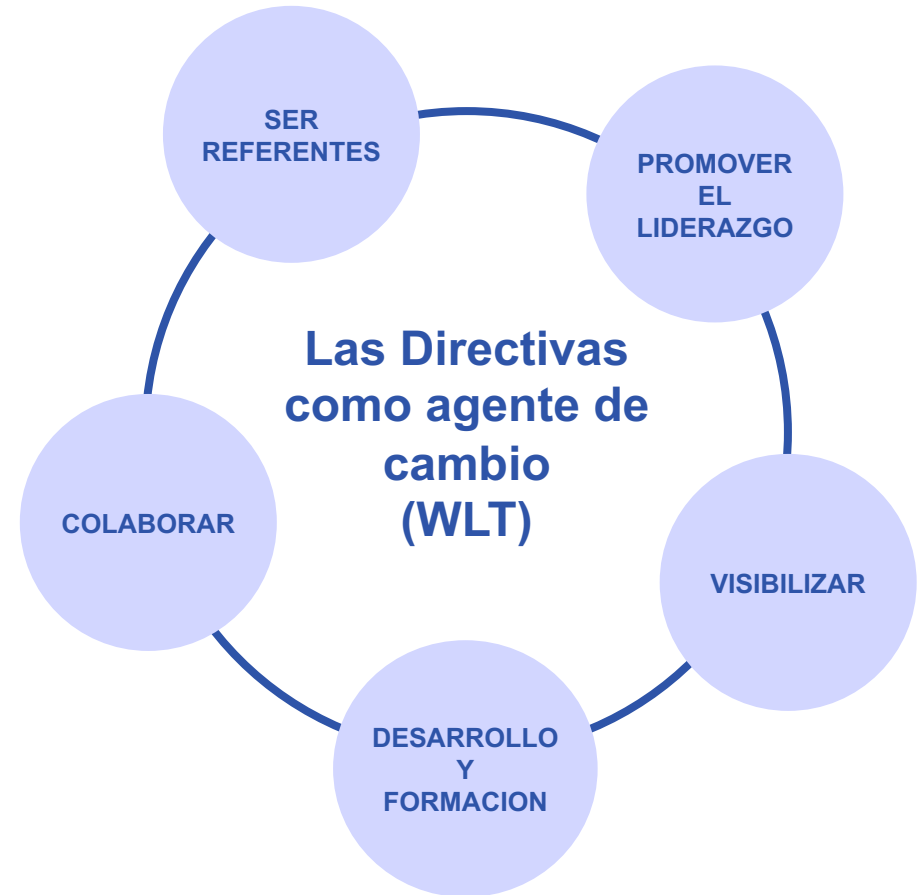 SER
REFERENTES
PROMOVER
EL
LIDERAZGO
Las Directivas
como agente de
cambio
(WLT)
COLABORAR
VISIBILIZAR
DESARROLLO
Y
FORMACION